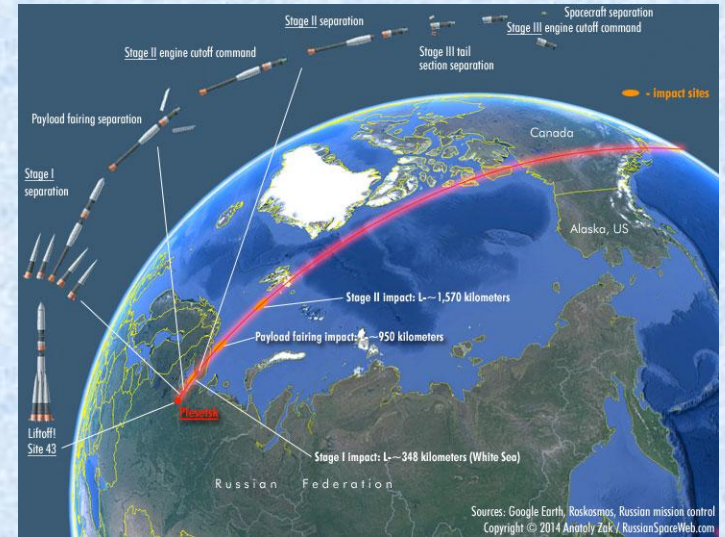 Spacecraft separation
Stage II separation
Stage III engine cutoff command
Stage II engine cutoff command
Stage III tail
section separation
- impact sites
Payload fairing separation
Canada
Stage I
separation
Alaska, US
Stage II impact: L-~1,570 kilometers
Payload fairing impact: L-~950 kilometers
Plesetsk
Liftoff!
Site 43
Stage I impact: L-~348 kilometers (White Sea)
Russian Federation
Sources: Google Earth, Roskosmos, Russian mission control
Copyright © 2014 Anatoly Zak / RussianSpaceWeb.com